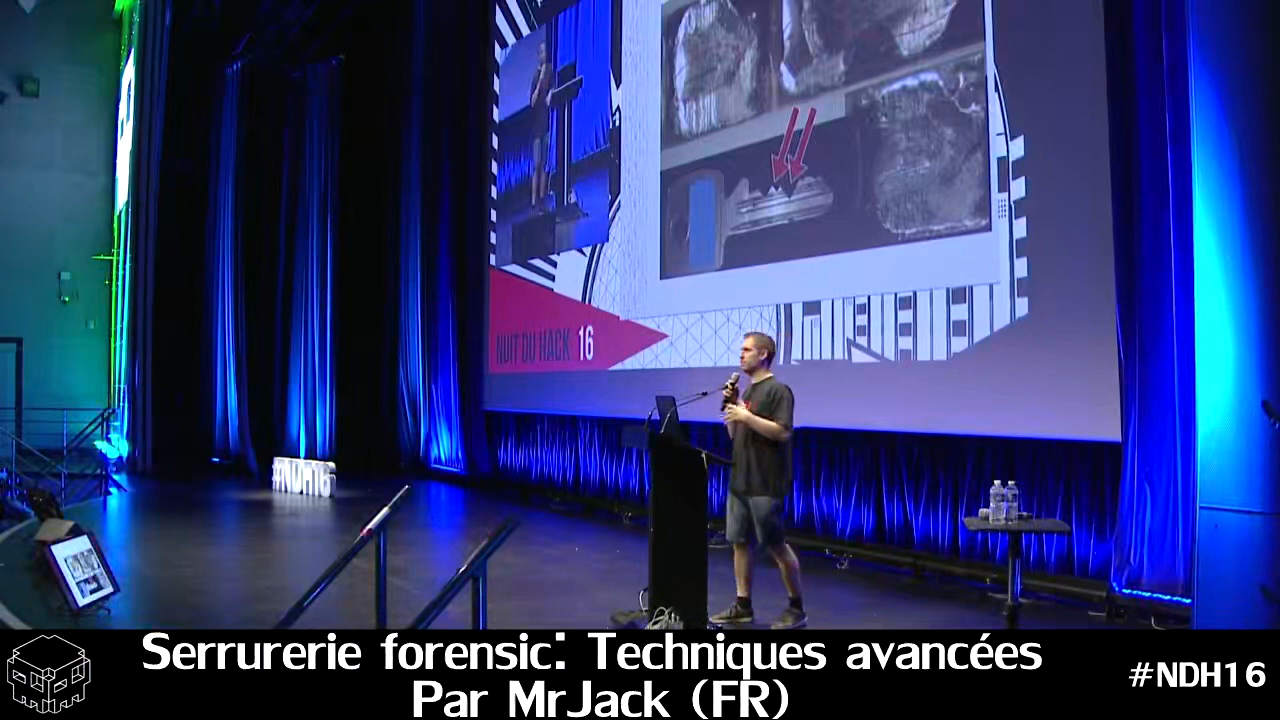 NUIT DU HACK 16
#NDH16
Serrurerie forensic: Techniques avancées
Par MrJack (FR)
#NDH16